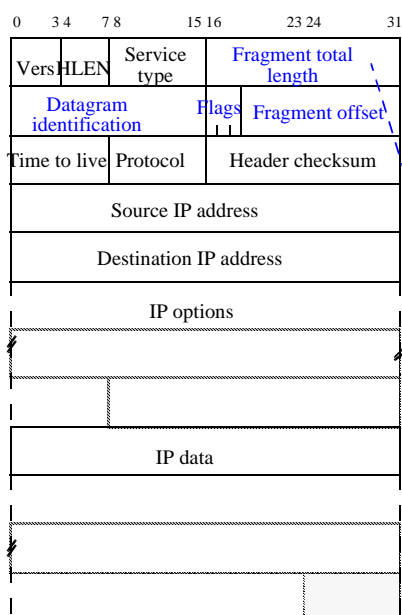 0 3 4 7 8 15 16 23 24 31
Vers HLEN Service type Fragment total length
Datagram identification Flags Fragment offset
Time to live Protocol Header checksum
Source IP address
Destination IP address
IP options
IP data